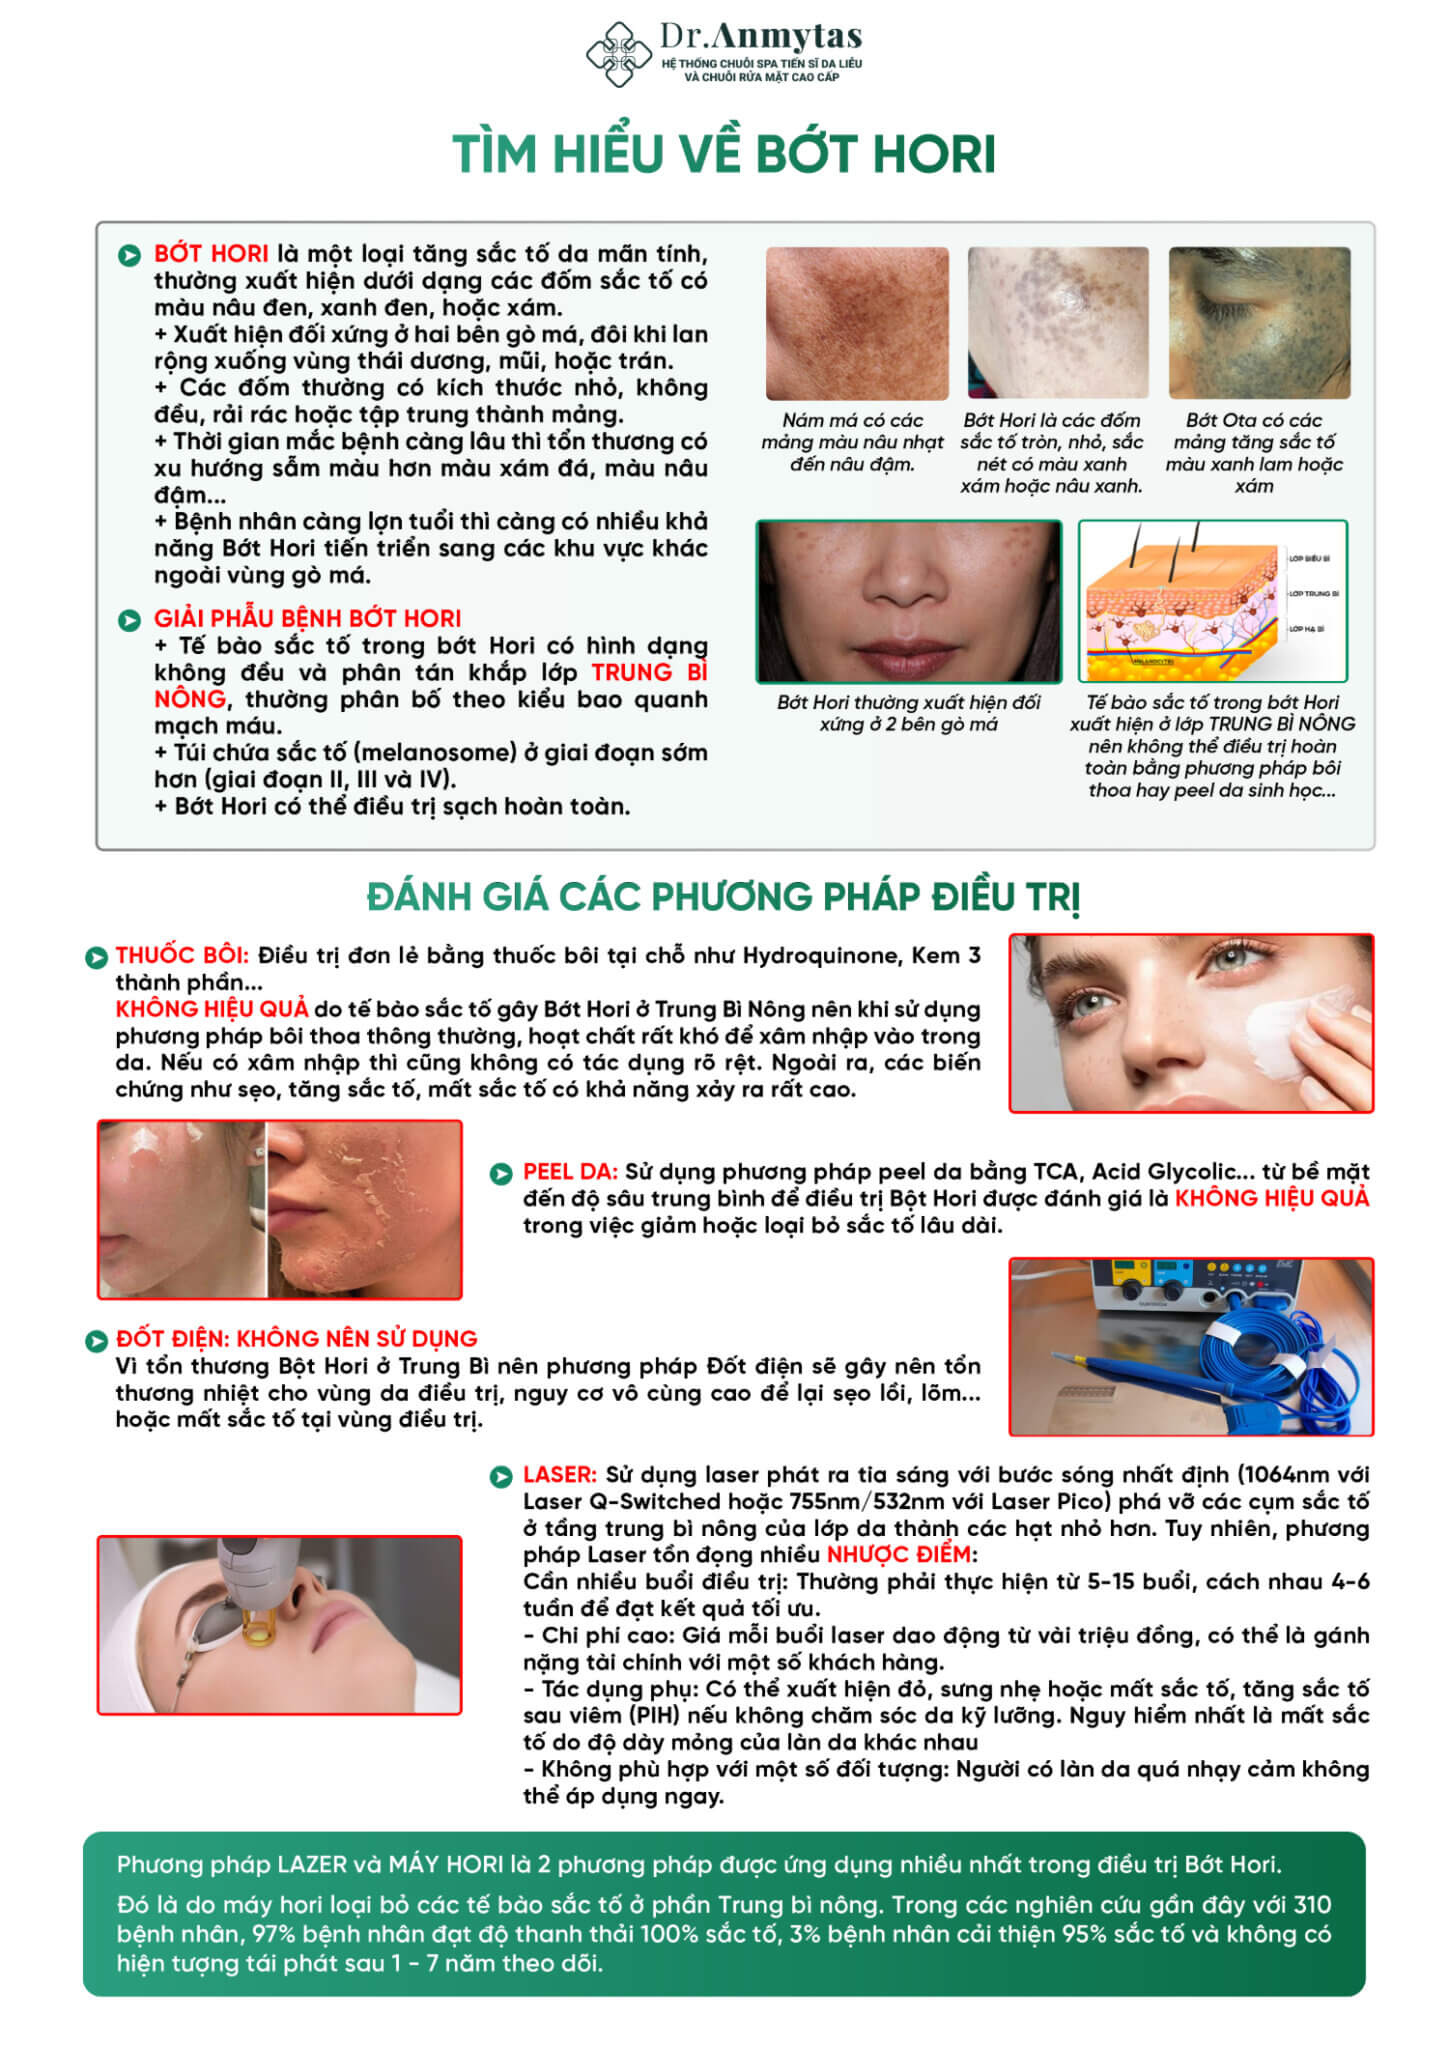 Dr.Anmytas
HỆ THỐNG CHUỖI SPA TIẾN SĨ DA LIỄU
VÀ CHUỖI RỬA MẶT CAO CẤP
TÌM HIỂU VỀ BỚT HORI
BỚT HORI là một loại tăng sắc tố da mãn tính,
thường xuất hiện dưới dạng các đốm sắc tố có
màu nâu đen, xanh đen, hoặc xám.
+ Xuất hiện đối xứng ở hai bên gò má, đôi khi lan
rộng xuống vùng thái dương, mũi, hoặc trán.
+ Các đốm thường có kích thước nhỏ, không
đều, rải rác hoặc tập trung thành mảng.
+ Thời gian mắc bệnh càng lâu thì tổn thương có
xu hướng sẫm màu hơn màu xám đá, màu nâu
đậm...
+ Bệnh nhân càng lợn tuổi thì càng có nhiều khả
năng Bớt Hori tiến triển sang các khu vực khác
ngoài vùng gò má.
GIẢI PHẪU BỆNH BỚT HORI
+ Tế bào sắc tố trong bớt Hori có hình dạng
không đều và phân tán khắp lớp TRUNG BÌ
NÔNG, thường phân bố theo kiểu bao quanh
mạch máu.
+ Túi chứa sắc tố (melanosome) ở giai đoạn sớm
hơn (giai đoạn II, III và IV).
+ Bớt Hori có thể điều trị sạch hoàn toàn.
Nám má có các
mảng màu nâu nhạt
đến nâu đậm.
Bớt Hori là các đốm
sắc tố tròn, nhỏ, sắc
nét có màu xanh
xám hoặc nâu xanh.
Bớt Ota có các
mảng tăng sắc tố
màu xanh lam hoặc
xám
LỚP BIỂU BÌ
LỚP TRUNG BÌ
LỚP HẠ BÌ
MELANOCYTES
Bớt Hori thường xuất hiện đối
xứng ở 2 bên gò má
Tế bào sắc tố trong bớt Hori
xuất hiện ở lớp TRUNG BÌ NÔNG
nên không thể điều trị hoàn
toàn bằng phương pháp bôi
thoa hay peel da sinh học...
ĐÁNH GIÁ CÁC PHƯƠNG PHÁP ĐIỀU TRỊ
THUỐC BÔI: Điều trị đơn lẻ bằng thuốc bôi tại chỗ như Hydroquinone, Kem 3
thành phần...
KHÔNG HIỆU QUẢ do tế bào sắc tố gây Bớt Hori ở Trung Bì Nông nên khi sử dụng
phương pháp bôi thoa thông thường, hoạt chất rất khó để xâm nhập vào trong
da. Nếu có xâm nhập thì cũng không có tác dụng rõ rệt. Ngoài ra, các biến
chứng như sẹo, tăng sắc tố, mất sắc tố có khả năng xảy ra rất cao.
PEEL DA: Sử dụng phương pháp peel da bằng TCA, Acid Glycolic... từ bề mặt
đến độ sâu trung bình để điều trị Bột Hori được đánh giá là KHÔNG HIỆU QUẢ
trong việc giảm hoặc loại bỏ sắc tố lâu dài.
ĐỐT ĐIỆN: KHÔNG NÊN SỬ DỤNG
Vì tổn thương Bột Hori ở Trung Bì nên phương pháp Đốt điện sẽ gây nên tổn
thương nhiệt cho vùng da điều trị, nguy cơ vô cùng cao để lại sẹo lồi, lõm...
hoặc mất sắc tố tại vùng điều trị.
LASER: Sử dụng laser phát ra tia sáng với bước sóng nhất định (1064nm với
Laser Q-Switched hoặc 755nm/532nm với Laser Pico) phá vỡ các cụm sắc tố
ở tầng trung bì nông của lớp da thành các hạt nhỏ hơn. Tuy nhiên, phương
pháp Laser tồn đọng nhiều NHƯỢC ĐIỂM:
Cần nhiều buổi điều trị: Thường phải thực hiện từ 5-15 buổi, cách nhau 4-6
tuần để đạt kết quả tối ưu.
- Chi phí cao: Giá mỗi buổi laser dao động từ vài triệu đồng, có thể là gánh
nặng tài chính với một số khách hàng.
- Tác dụng phụ: Có thể xuất hiện đỏ, sưng nhẹ hoặc mất sắc tố, tăng sắc tố
sau viêm (PIH) nếu không chăm sóc da kỹ lưỡng. Nguy hiểm nhất là mất sắc
tố do độ dày mỏng của làn da khác nhau
- Không phù hợp với một số đối tượng: Người có làn da quá nhạy cảm không
thể áp dụng ngay.
Phương pháp LAZER và MÁY HORI là 2 phương pháp được ứng dụng nhiều nhất trong điều trị Bớt Hori.
Đó là do máy hori loại bỏ các tế bào sắc tố ở phần Trung bì nông. Trong các nghiên cứu gần đây với 310
bệnh nhân, 97% bệnh nhân đạt độ thanh thải 100% sắc tố, 3% bệnh nhân cải thiện 95% sắc tố và không có
hiện tượng tái phát sau 1 - 7 năm theo dõi.